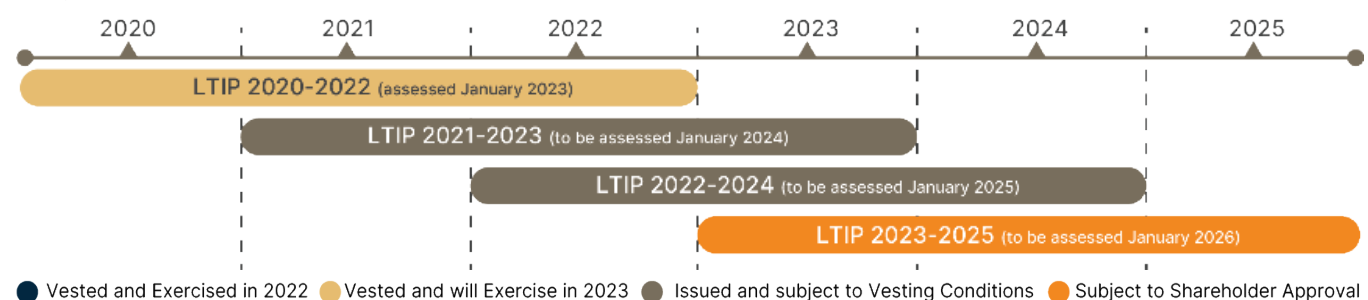 2020 2021 2022 2023 2024 2025
LTIP 2020-2022 (assessed January 2023)
LTIP 2021-2023 (to be assessed January 2024)
LTIP 2022-2024 (to be assessed January 2025)
LTIP 2023-2025 (to be assessed January 2026)
Vested and Exercised in 2022 Vested and will Exercise in 2023 Issued and subject to Vesting Conditions Subject to Shareholder Approval